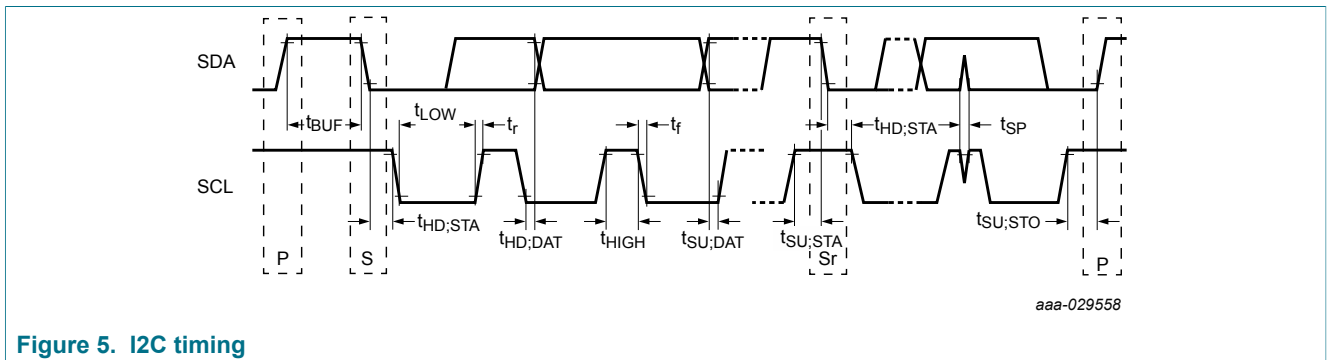 SDA
tBUF
tLOW
tr
tf
tHD;STA
tSP
SCL
tHD;STA
tHD;DAT
tHIGH
tSU;DAT
tSU;STA
tSU;STO
P
S
Sr
P
aaa-029558
Figure 5. I2C timing